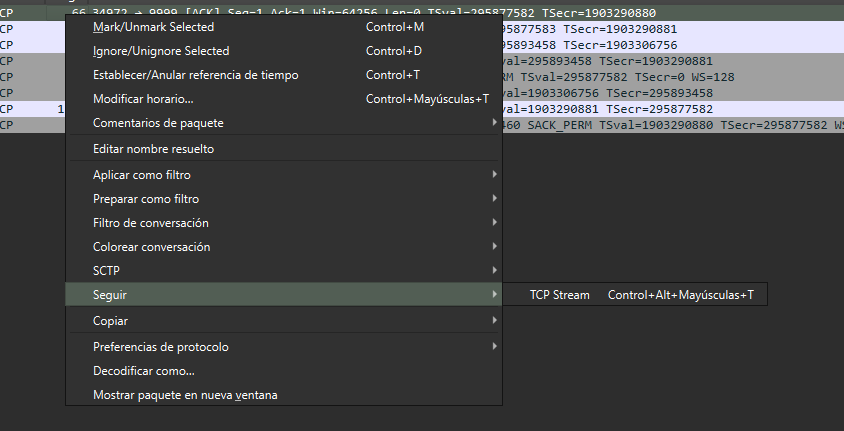 CP 66 34972 → 9999 [ACK] Seq=1 Ack=1 Win=64256 Len=0 TSval=295877582 TSecr=1903290880
CP 295877583 TSecr=1903290881
CP 295893458 TSecr=1903306756
CP val=295893458 TSecr=1903290881
CP RM TSval=295877582 TSecr=0 WS=128
CP val=1903306756 TSecr=295893458
CP 1 val=1903290881 TSecr=295877582
CP 460 SACK_PERM TSval=1903290880 TSecr=295877582 WS
Mark/Unmark Selected Control+M
Ignore/Unignore Selected Control+D
Establecer/Anular referencia de tiempo Control+T
Modificar horario... Control+Mayúsculas+T
Comentarios de paquete
Editar nombre resuelto
Aplicar como filtro
Preparar como filtro
Filtro de conversación
Colorear conversación
SCTP
Seguir
TCP Stream Control+Alt+Mayúsculas+T
Copiar
Preferencias de protocolo
Decodificar como...
Mostrar paquete en nueva ventana